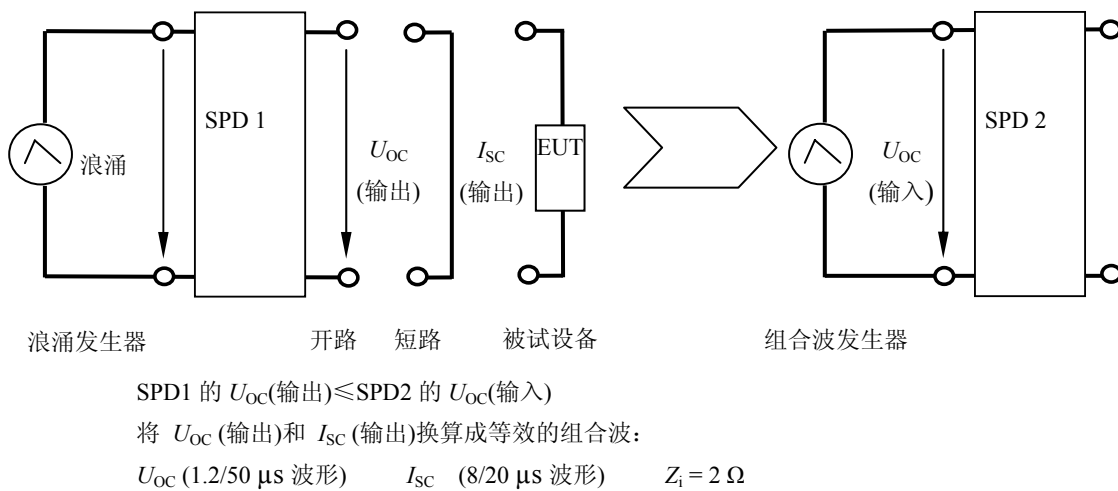 SPD 1
SPD 2
浪涌
U_OC
(输出)
I_SC
(输出)
EUT
U_OC
(输入)
浪涌发生器 开路 短路 被试设备 组合波发生器
SPD1 的 U_OC(输出)≤SPD2 的 U_OC(输入)
将 U_OC (输出)和 I_SC (输出)换算成等效的组合波：
U_OC (1.2/50 μs 波形) I_SC (8/20 μs 波形) Z_i = 2 Ω